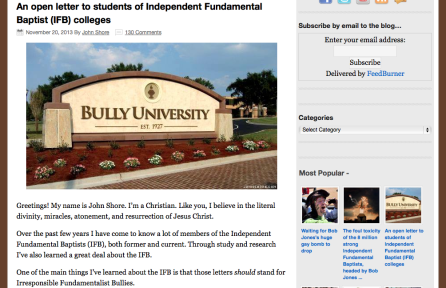 An open letter to students of Independent Fundamental
Baptist (IFB) colleges
November 20, 2013 By John Shore 130 Comments
BULLY UNIVERSITY
EST. 1927
Greetings! My name is John Shore. I'm a Christian. Like you, I believe in the literal
divinity, miracles, atonement, and resurrection of Jesus Christ.
Over the past few years I have come to know a lot of members of the Independent
Fundamental Baptists (IFB), both former and current. Through study and research
I've also learned a great deal about the IFB.
One of the main things I've learned about the IFB is that those letters should stand for
Irresponsible Fundamentalist Bullies.
Subscribe by email to the blog…
Enter your email address:
Subscribe
Delivered by FeedBurner
Categories
Select Category
Most Popular -
Waiting for Bob
Jones's huge
gay bomb to
drop
The foul toxicity
of the 8 million
strong
Independent
Baptists,
headed by Bob
Jones ...
BULLY UNIVERSITY
An open letter to
students of
Independent
Fundamental
Baptist (IFB)
colleges